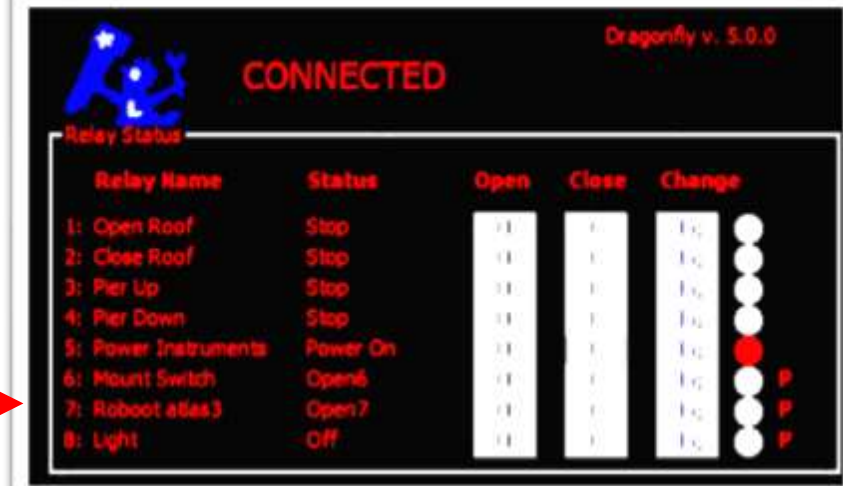 Dragonfly v. 5.0.0
CONNECTED
Relay Status
Relay Name Status Open Close Change
1: Open Roof Stop
2: Close Roof Stop
3: Pier Up Stop
4: Pier Down Stop
5: Power Instruments Power On
6: Mount Switch Open6 P
7: Roboot atlas3 Open7 P
8: Light Off P